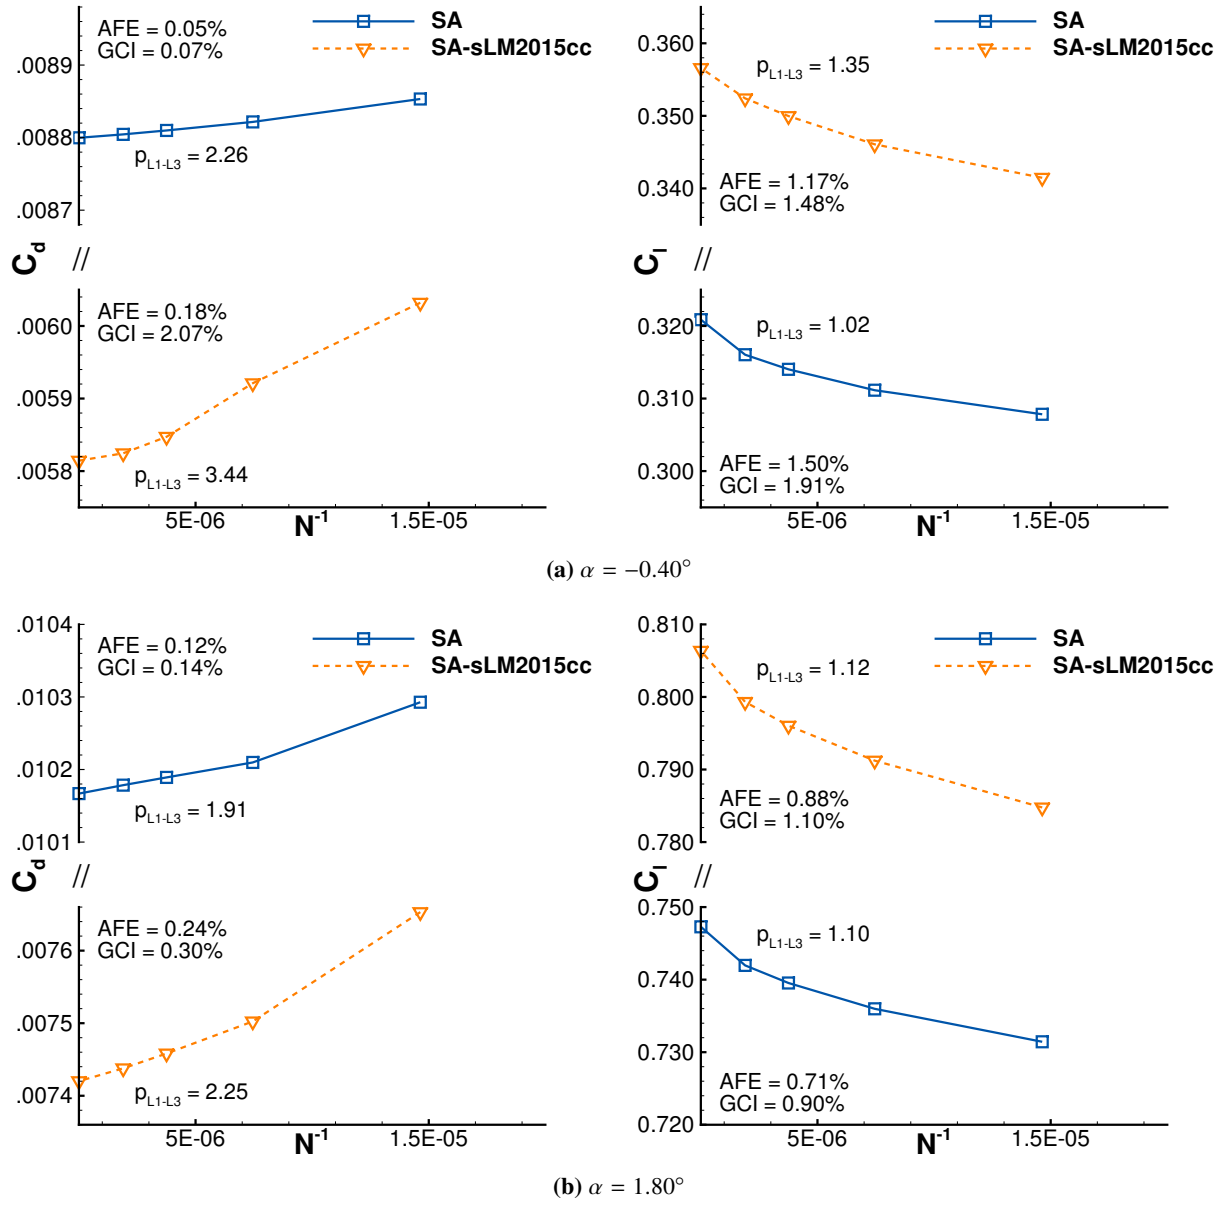 AFE = 0.05%
GCI = 0.07%
SA
SA-sLM2015cc
.0089
.0088
.0087
p_L1-L3 = 2.26
C_d
//
AFE = 0.18%
GCI = 2.07%
.0060
.0059
.0058
p_L1-L3 = 3.44
5E-06
N^-1
1.5E-05
SA
SA-sLM2015cc
0.360
0.350
0.340
p_L1-L3 = 1.35
AFE = 1.17%
GCI = 1.48%
C_l
//
0.320
0.310
0.300
p_L1-L3 = 1.02
AFE = 1.50%
GCI = 1.91%
5E-06
N^-1
1.5E-05
(a) α = −0.40°
.0104
.0103
.0102
.0101
AFE = 0.12%
GCI = 0.14%
SA
SA-sLM2015cc
p_L1-L3 = 1.91
C_d
//
AFE = 0.24%
GCI = 0.30%
.0076
.0075
.0074
p_L1-L3 = 2.25
5E-06
N^-1
1.5E-05
0.810
0.800
0.790
0.780
SA
SA-sLM2015cc
p_L1-L3 = 1.12
AFE = 0.88%
GCI = 1.10%
C_l
//
0.750
0.740
0.730
0.720
p_L1-L3 = 1.10
AFE = 0.71%
GCI = 0.90%
5E-06
N^-1
1.5E-05
(b) α = 1.80°